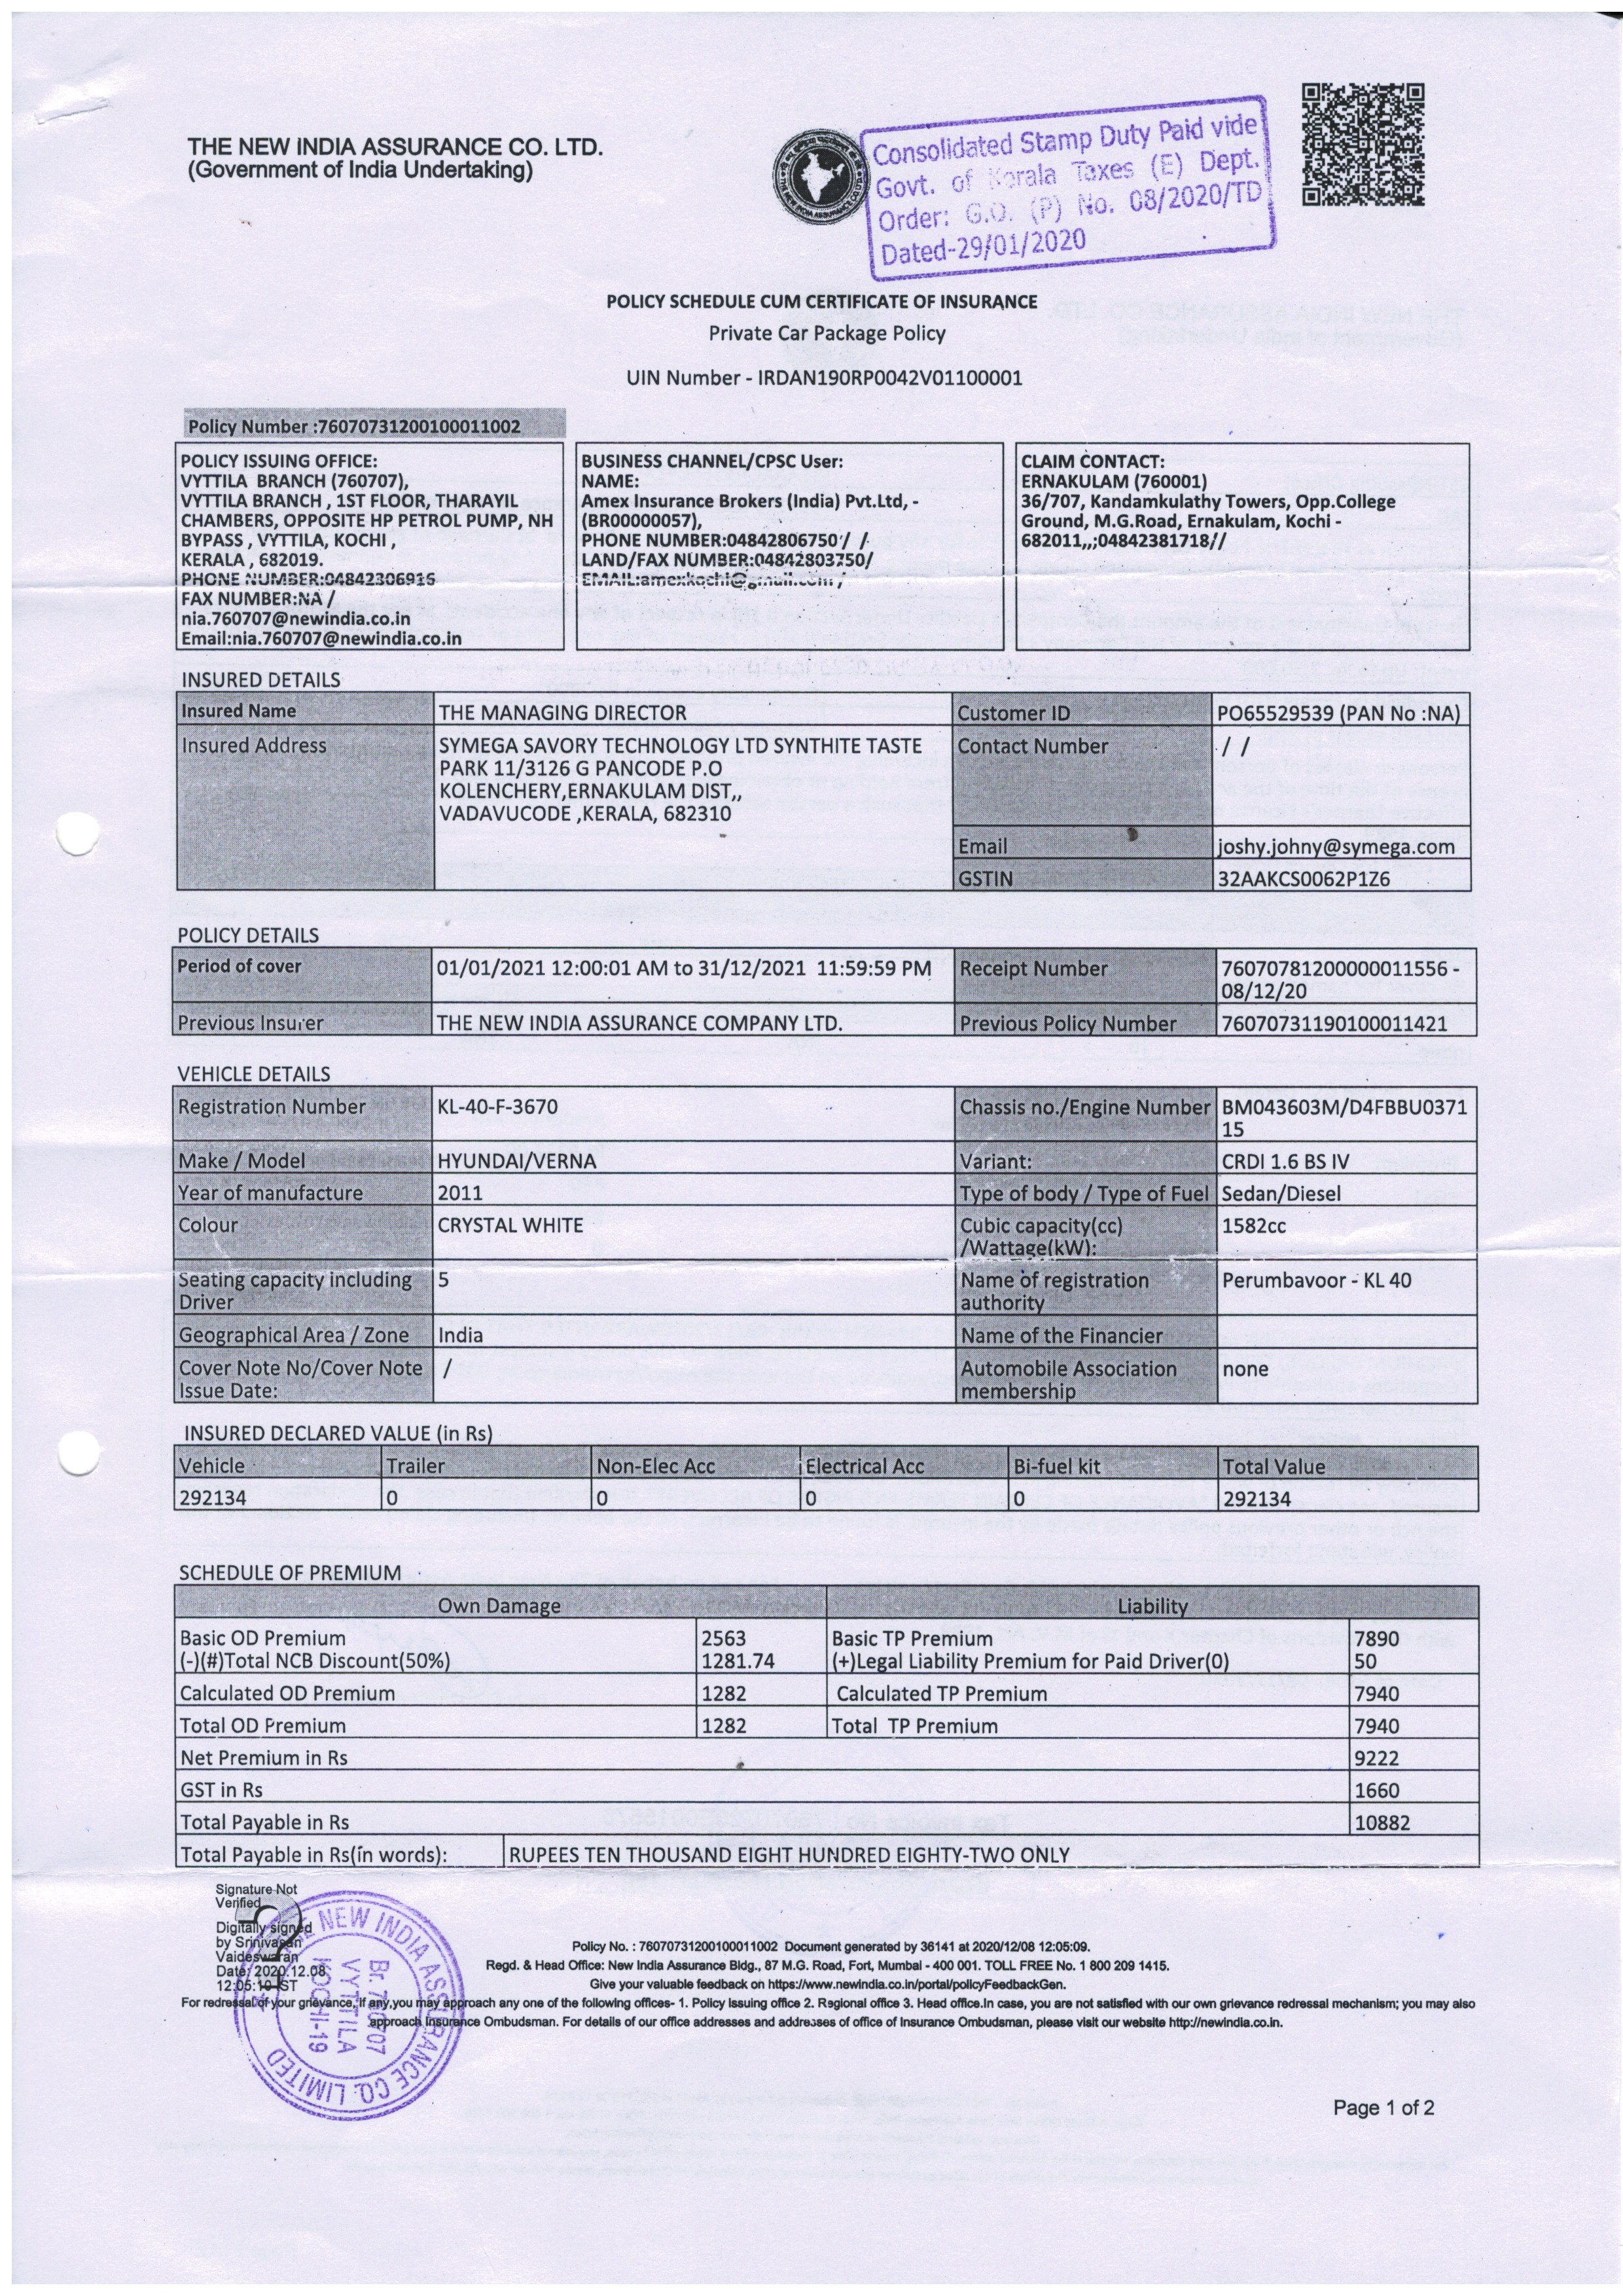 THE NEW INDIA ASSURANCE CO. LTD.
(Government of India Undertaking)
Consolidated Stamp Duty Paid vide
Govt. of Kerala Taxes (E) Dept.
Order: G.O. (P) No. 08/2020/TD
Dated-29/01/2020
POLICY SCHEDULE CUM CERTIFICATE OF INSURANCE
Private Car Package Policy
UIN Number - IRDAN190RP0042V01100001
Policy Number :76070731200100011002
POLICY ISSUING OFFICE:
VYTTILA BRANCH (760707),
VYTTILA BRANCH , 1ST FLOOR, THARAYIL
CHAMBERS, OPPOSITE HP PETROL PUMP, NH
BYPASS , VYTTILA, KOCHI ,
KERALA , 682019.
PHONE NUMBER:04842306916
FAX NUMBER:NA /
nia.760707@newindia.co.in
Email:nia.760707@newindia.co.in
BUSINESS CHANNEL/CPSC User:
NAME:
Amex Insurance Brokers (India) Pvt.Ltd, -
(BR00000057),
PHONE NUMBER:04842806750/ /
LAND/FAX NUMBER:04842803750/
EMAIL:amexkochi@gmail.com /
CLAIM CONTACT:
ERNAKULAM (760001)
36/707, Kandamkulathy Towers, Opp.College
Ground, M.G.Road, Ernakulam, Kochi -
682011,,;04842381718//
INSURED DETAILS
Insured Name THE MANAGING DIRECTOR Customer ID PO65529539 (PAN No :NA)
Insured Address SYMEGA SAVORY TECHNOLOGY LTD SYNTHITE TASTE Contact Number / /
PARK 11/3126 G PANCODE P.O
KOLENCHERY,ERNAKULAM DIST,,
VADAVUCODE ,KERALA, 682310
Email joshy.johny@symega.com
GSTIN 32AAKCS0062P1Z6
POLICY DETAILS
Period of cover 01/01/2021 12:00:01 AM to 31/12/2021 11:59:59 PM Receipt Number 76070781200000011556 -
08/12/20
Previous Insurer THE NEW INDIA ASSURANCE COMPANY LTD. Previous Policy Number 76070731190100011421
VEHICLE DETAILS
Registration Number KL-40-F-3670 Chassis no./Engine Number BM043603M/D4FBBU0371
15
Make / Model HYUNDAI/VERNA Variant: CRDI 1.6 BS IV
Year of manufacture 2011 Type of body / Type of Fuel Sedan/Diesel
Colour CRYSTAL WHITE Cubic capacity(cc) 1582cc
/Wattage(kW):
Seating capacity including 5 Name of registration Perumbavoor - KL 40
Driver authority
Geographical Area / Zone India Name of the Financier
Cover Note No/Cover Note / Automobile Association none
Issue Date: membership
INSURED DECLARED VALUE (in Rs)
Vehicle Trailer Non-Elec Acc Electrical Acc Bi-fuel kit Total Value
292134 0 0 0 0 292134
SCHEDULE OF PREMIUM
Own Damage Liability
Basic OD Premium 2563 Basic TP Premium 7890
(-)(#)Total NCB Discount(50%) 1281.74 (+)Legal Liability Premium for Paid Driver(0) 50
Calculated OD Premium 1282 Calculated TP Premium 7940
Total OD Premium 1282 Total TP Premium 7940
Net Premium in Rs 9222
GST in Rs 1660
Total Payable in Rs 10882
Total Payable in Rs(in words): RUPEES TEN THOUSAND EIGHT HUNDRED EIGHTY-TWO ONLY
Signature Not
Verified
Digitally signed
by Srinivasan
Vaideswaran
Date: 2020.12.08
12:05:10 IST
NEW INDIA ASSURANCE CO. LIMITED
Br. 760707
VYTTILA
KOCHI-19
Policy No. : 76070731200100011002 Document generated by 36141 at 2020/12/08 12:05:09.
Regd. & Head Office: New India Assurance Bldg., 87 M.G. Road, Fort, Mumbai - 400 001. TOLL FREE No. 1 800 209 1415.
Give your valuable feedback on https://www.newindia.co.in/portal/policyFeedbackGen.
For redressal of your grievance, if any,you may approach any one of the following offices- 1. Policy issuing office 2. Regional office 3. Head office.In case, you are not satisfied with our own grievance redressal mechanism; you may also
approach Insurance Ombudsman. For details of our office addresses and addresses of office of Insurance Ombudsman, please visit our website http://newindia.co.in.
Page 1 of 2